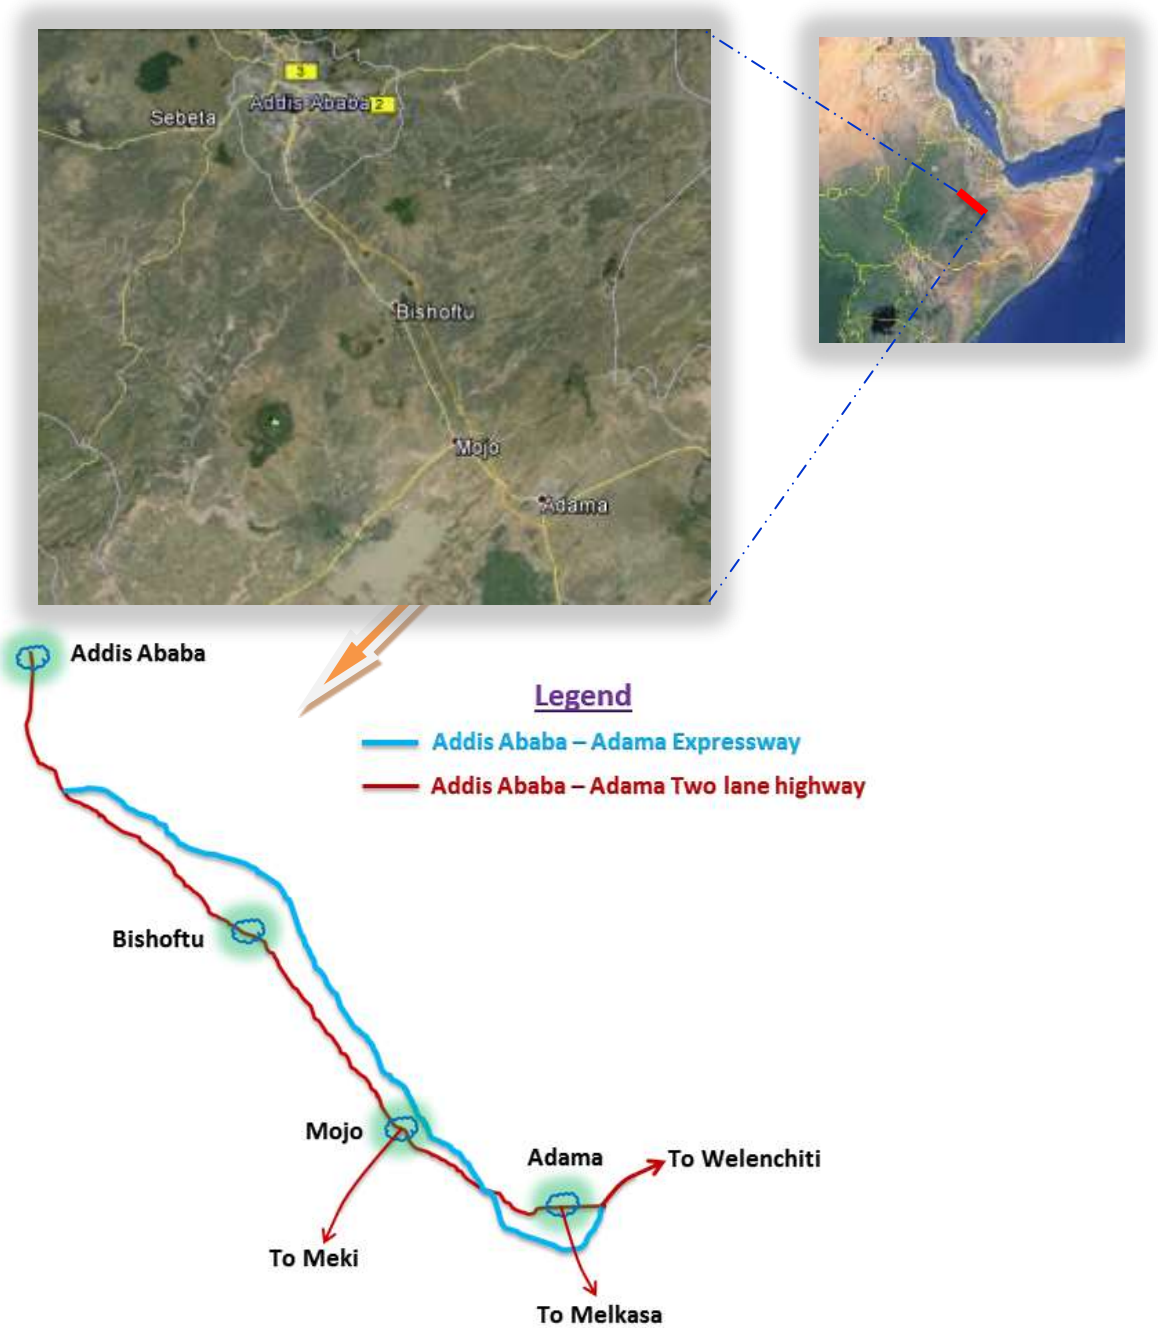 3
Addis Ababa 2
Sebeta
Bishoftu
Mojo
Adama
Addis Ababa
Legend
Addis Ababa – Adama Expressway
Addis Ababa – Adama Two lane highway
Bishoftu
Mojo
Adama
To Welenchiti
To Meki
To Melkasa